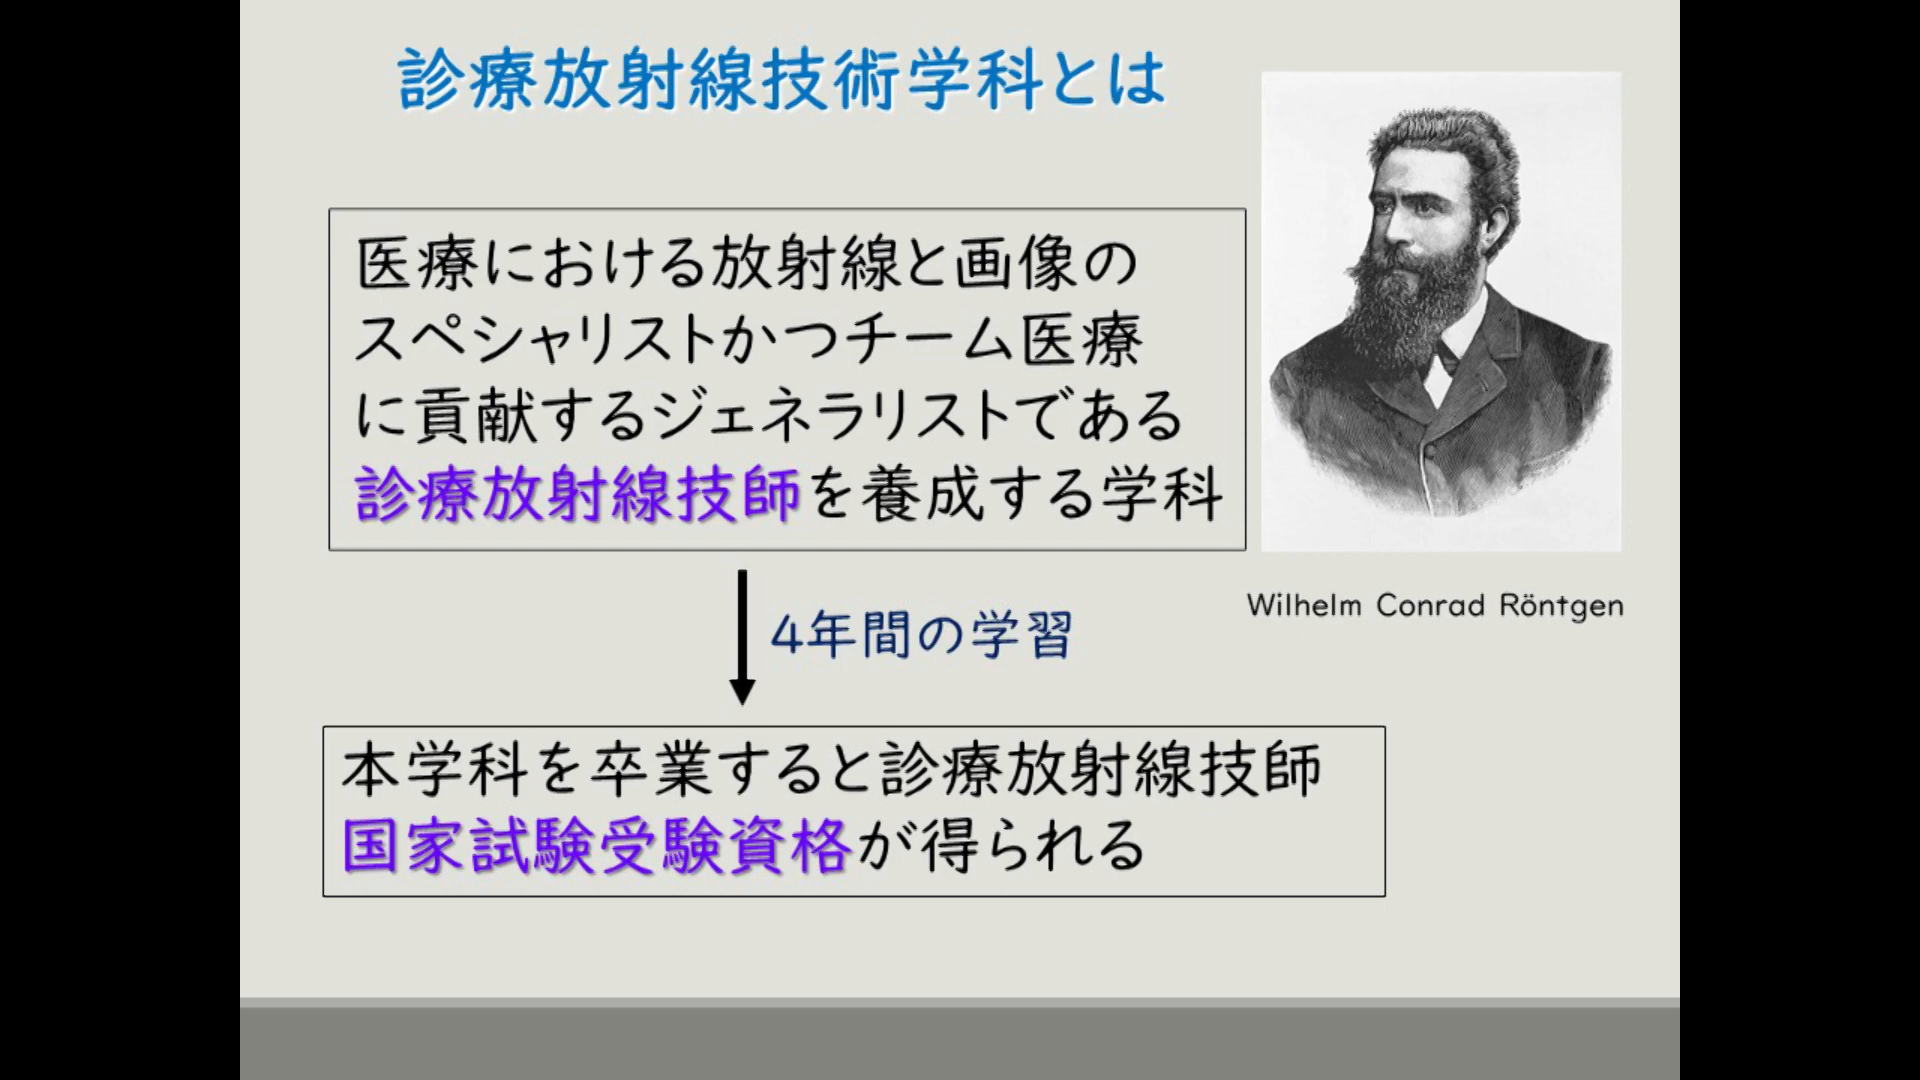 診療放射線技術学科とは
医療における放射線と画像の
スペシャリストかつチーム医療
に貢献するジェネラリストである
診療放射線技師を養成する学科
Wilhelm Conrad Röntgen
4年間の学習
本学科を卒業すると診療放射線技師
国家試験受験資格が得られる